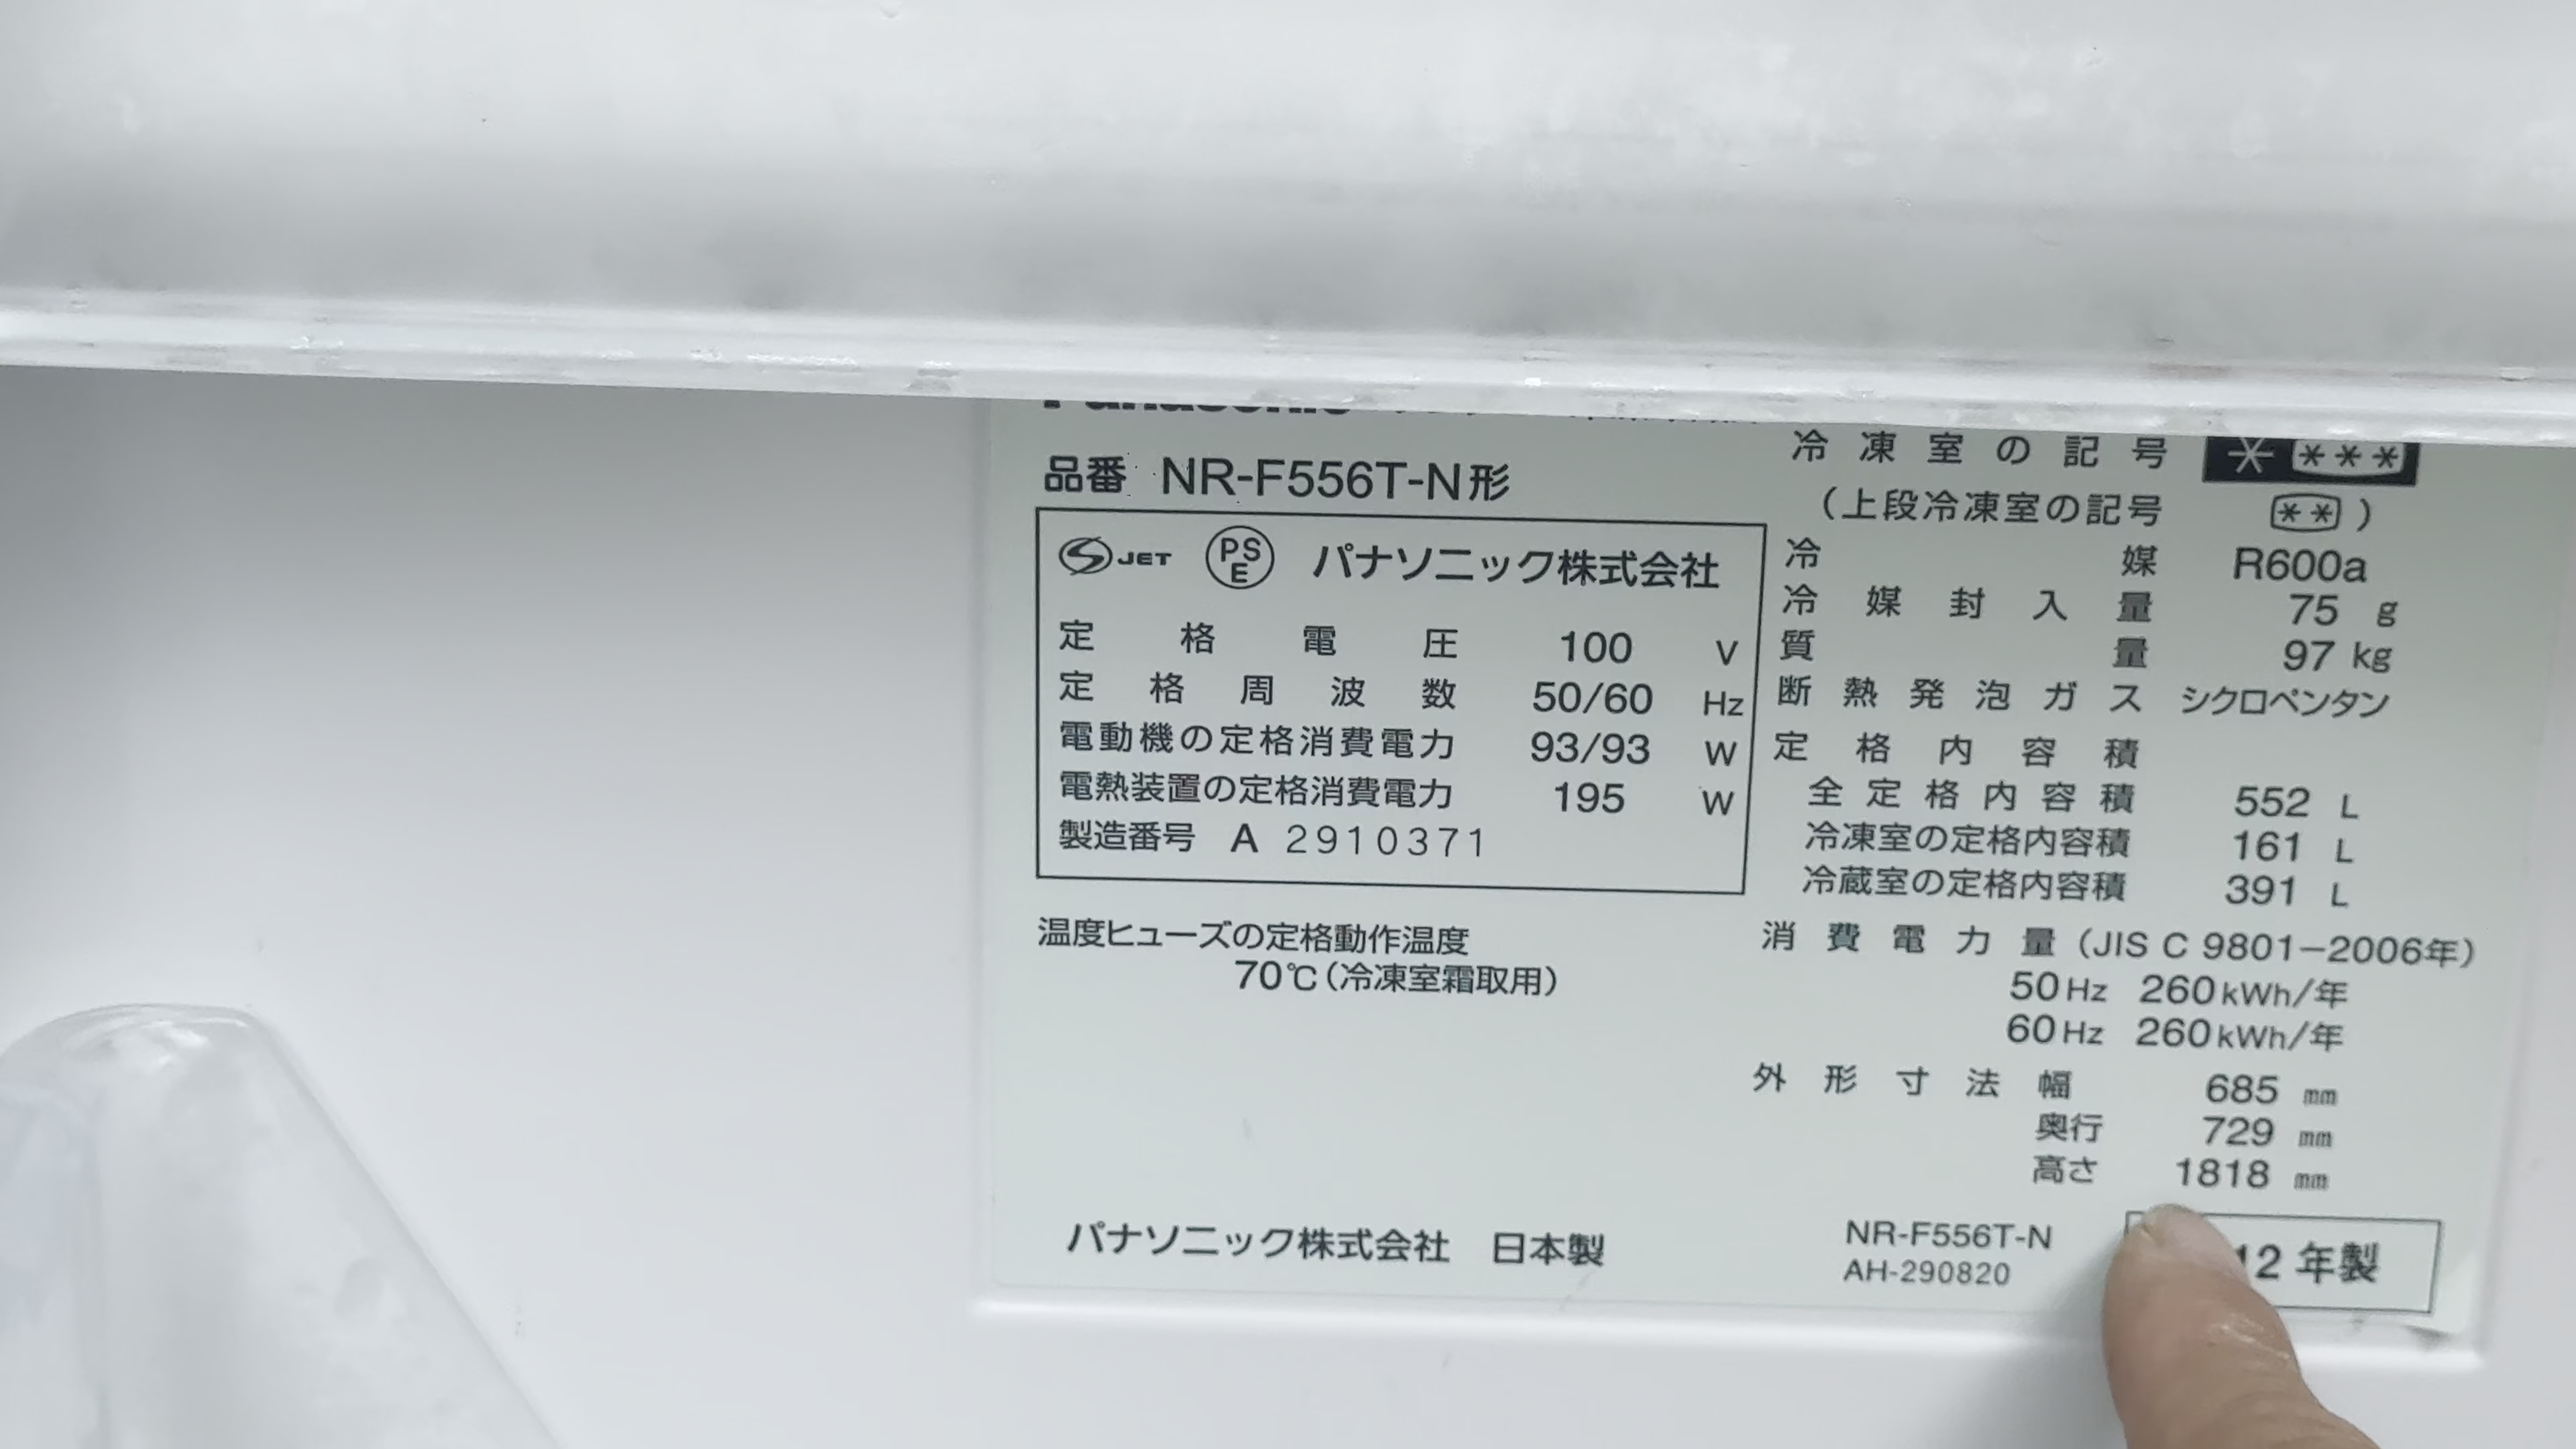 Panasonic
品番 NR-F556T-N形
JET PSE パナソニック株式会社
定格電圧 100 V
定格周波数 50/60 Hz
電動機の定格消費電力 93/93 W
電熱装置の定格消費電力 195 W
製造番号 A 2910371
温度ヒューズの定格動作温度
70℃(冷凍室霜取用)
パナソニック株式会社 日本製
冷凍室の記号 * ***
(上段冷凍室の記号 **)
冷媒 R600a
冷媒封入量 75 g
質量 97 kg
断熱発泡ガス シクロペンタン
定格内容積
全定格内容積 552 L
冷凍室の定格内容積 161 L
冷蔵室の定格内容積 391 L
消費電力量(JIS C 9801-2006年)
50Hz 260kWh/年
60Hz 260kWh/年
外形寸法 幅 685 mm
奥行 729 mm
高さ 1818 mm
NR-F556T-N
AH-290820
12年製